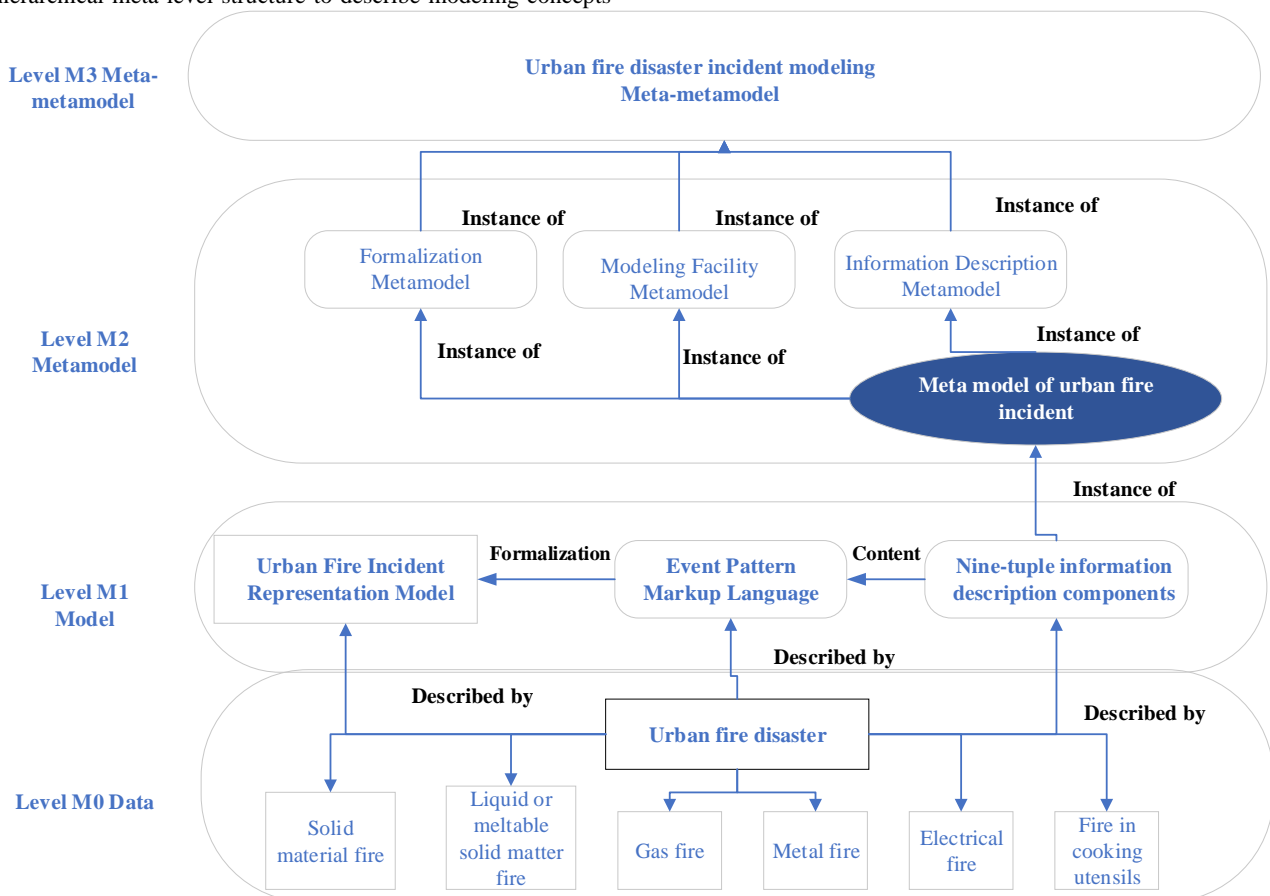 hierarchical meta-level structure to describe modeling concepts
Level M3 Meta-
metamodel
Urban fire disaster incident modeling
Meta-metamodel
Instance of
Instance of
Instance of
Formalization
Metamodel
Modeling Facility
Metamodel
Information Description
Metamodel
Level M2
Metamodel
Instance of
Instance of
Instance of
Meta model of urban fire
incident
Instance of
Level M1
Model
Urban Fire Incident
Representation Model
Formalization
Event Pattern
Markup Language
Content
Nine-tuple information
description components
Described by
Described by
Described by
Urban fire disaster
Level M0 Data
Solid
material fire
Liquid or
meltable
solid matter
fire
Gas fire
Metal fire
Electrical
fire
Fire in
cooking
utensils